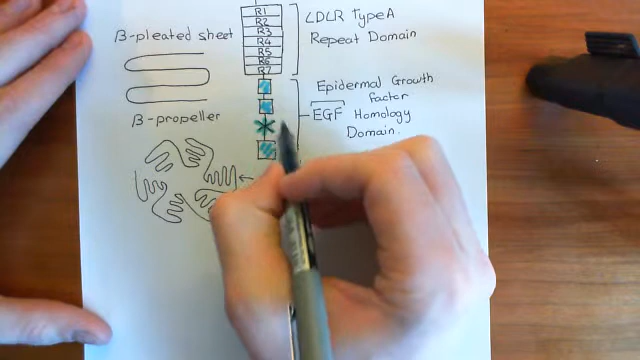 R1
R2
R3
R4
R5
R6
R7
LDLR Type A
Repeat Domain
β-pleated sheet
β-propeller
Epidermal Growth
factor
EGF Homology
Domain.